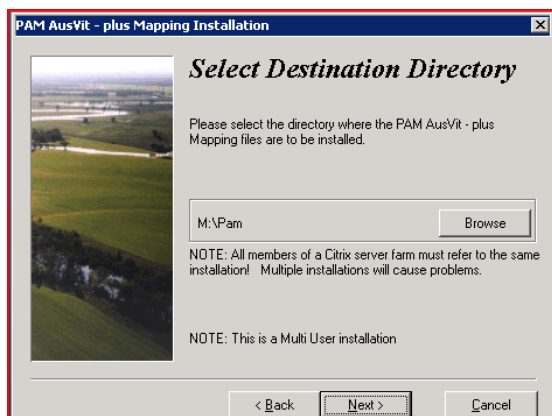 PAM AusVit - plus Mapping Installation
Select Destination Directory
Please select the directory where the PAM AusVit - plus
Mapping files are to be installed.
M:\Pam
Browse
NOTE: All members of a Citrix server farm must refer to the same
installation! Multiple installations will cause problems.
NOTE: This is a Multi User installation
< Back
Next >
Cancel